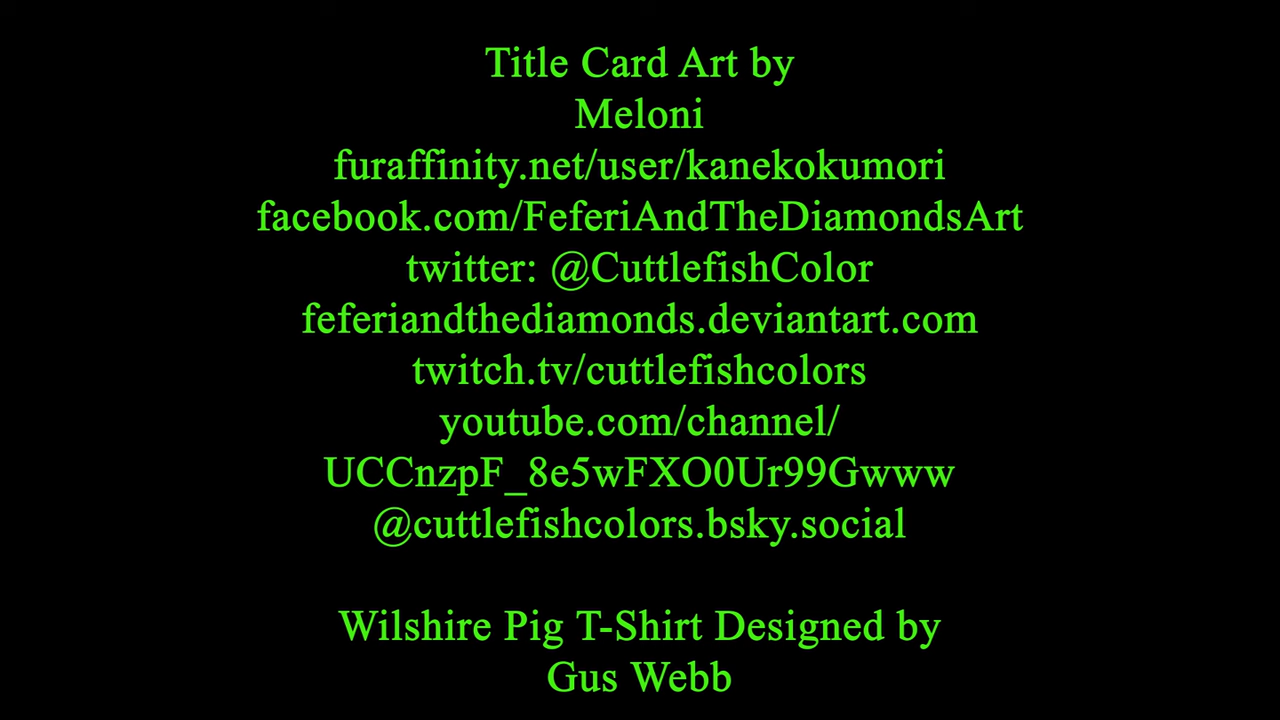 Title Card Art by
Meloni
furaffinity.net/user/kanekokumori
facebook.com/FeferiAndTheDiamondsArt
twitter: @CuttlefishColor
feferiandthediamonds.deviantart.com
twitch.tv/cuttlefishcolors
youtube.com/channel/
UCCnzpF_8e5wFXO0Ur99Gwww
@cuttlefishcolors.bsky.social
Wilshire Pig T-Shirt Designed by
Gus Webb